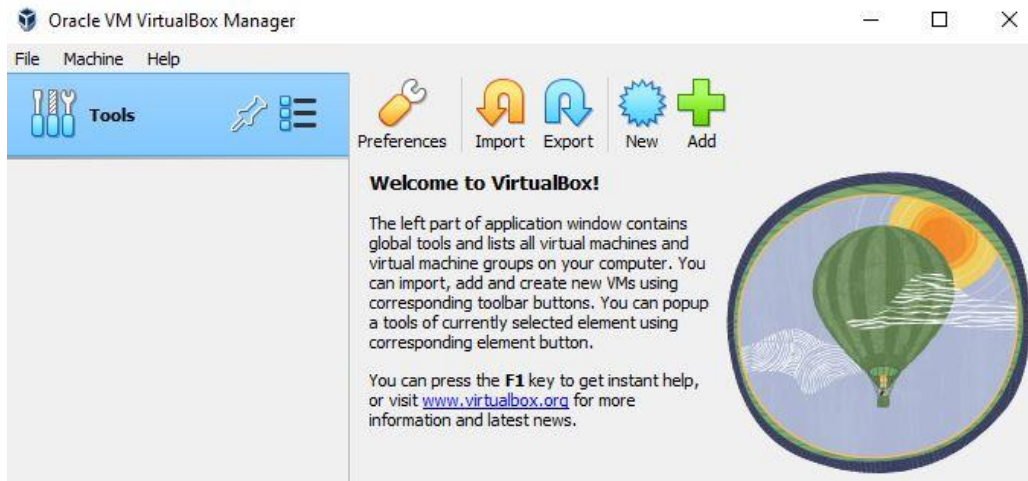 Oracle VM VirtualBox Manager
File Machine Help
Tools
Preferences Import Export New Add
Welcome to VirtualBox!
The left part of application window contains
global tools and lists all virtual machines and
virtual machine groups on your computer. You
can import, add and create new VMs using
corresponding toolbar buttons. You can popup
a tools of currently selected element using
corresponding element button.
You can press the F1 key to get instant help,
or visit www.virtualbox.org for more
information and latest news.